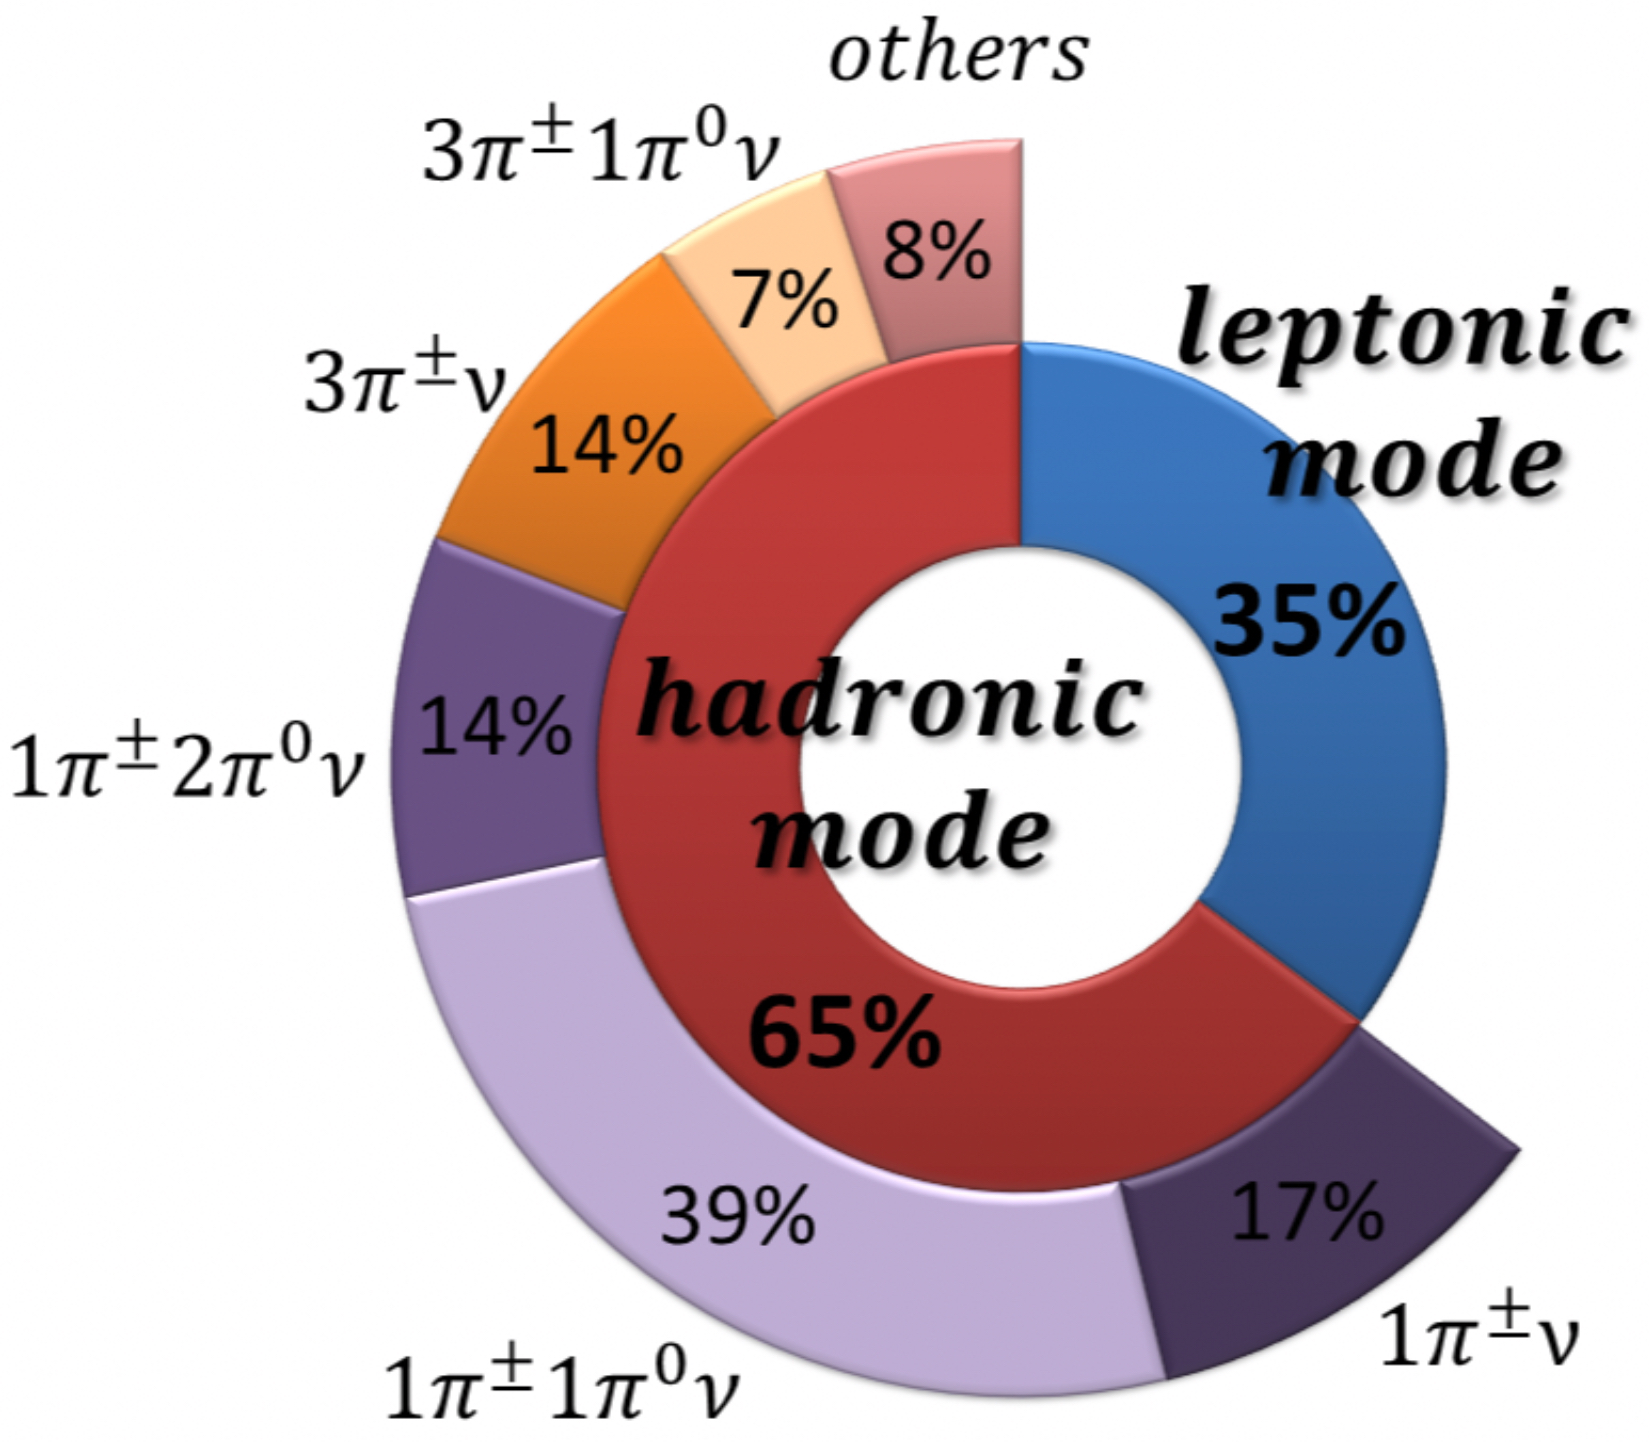 others
3π±1π⁰ν
8%
7%
leptonic
mode
3π±ν
14%
35%
hadronic
mode
14%
1π±2π⁰ν
65%
39%
17%
1π±ν
1π±1π⁰ν